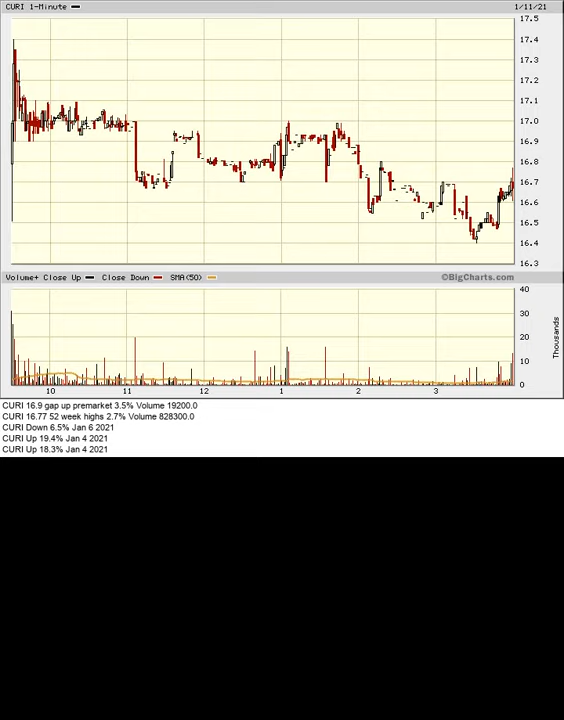 CURI 1-Minute 1/11/21
17.5
17.4
17.3
17.2
17.1
17.0
16.9
16.8
16.7
16.6
16.5
16.4
16.3
Volume+ Close Up Close Down SMA(50) ©BigCharts.com
40
30
20
10
0
Thousands
10 11 12 1 2 3
CURI 16.9 gap up premarket 3.5% Volume 19200.0
CURI 16.77 52 week highs 2.7% Volume 828300.0
CURI Down 6.5% Jan 6 2021
CURI Up 19.4% Jan 4 2021
CURI Up 18.3% Jan 4 2021